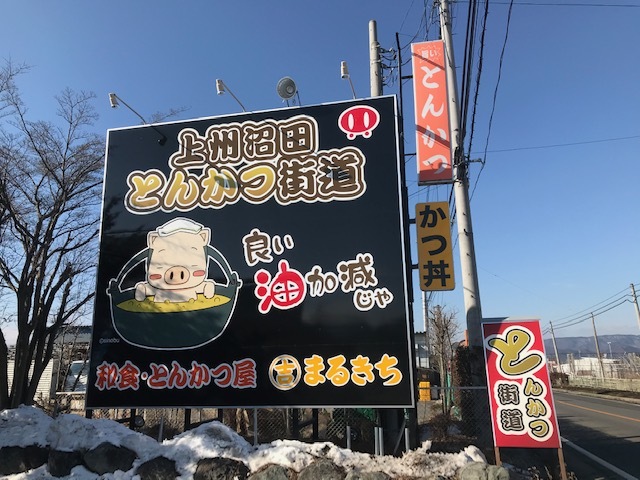 上州沼田
とんかつ街道
良い
油加減
じゃ
和食・とんかつ屋
吉まるきち
とんかつ
かつ丼
とんかつ
街道